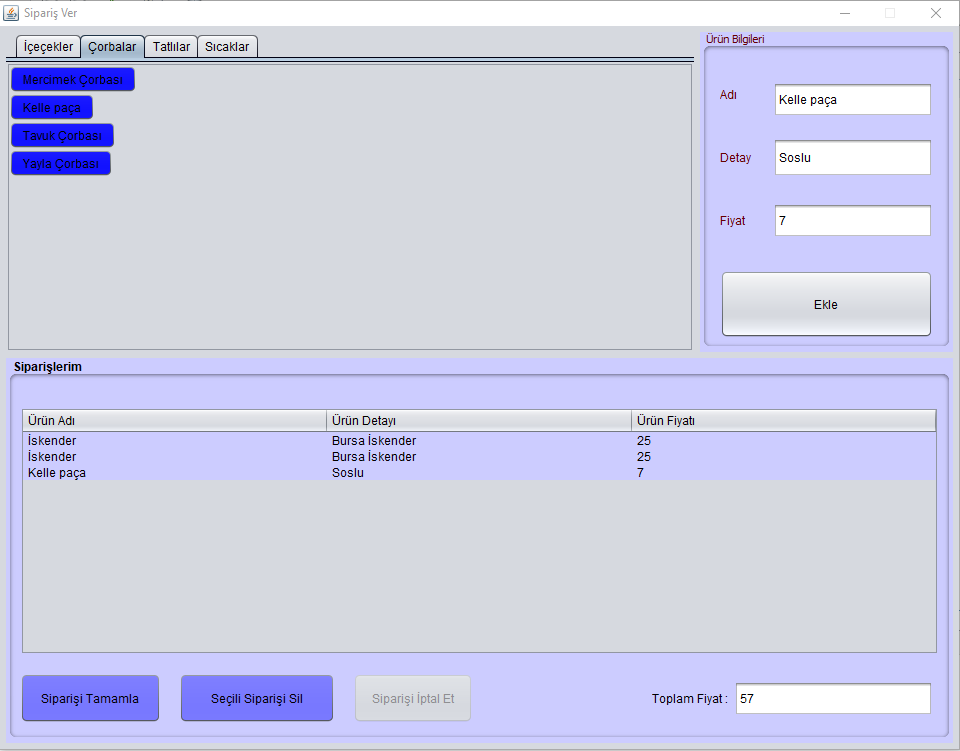 Sipariş Ver
İçeçekler Çorbalar Tatlılar Sıcaklar
Mercimek Çorbası
Kelle paça
Tavuk Çorbası
Yayla Çorbası
Ürün Bilgileri
Adı Kelle paça
Detay Soslu
Fiyat 7
Ekle
Siparişlerim
Ürün Adı Ürün Detayı Ürün Fiyatı
İskender Bursa İskender 25
İskender Bursa İskender 25
Kelle paça Soslu 7
Siparişi Tamamla Seçili Siparişi Sil Siparişi İptal Et Toplam Fiyat : 57